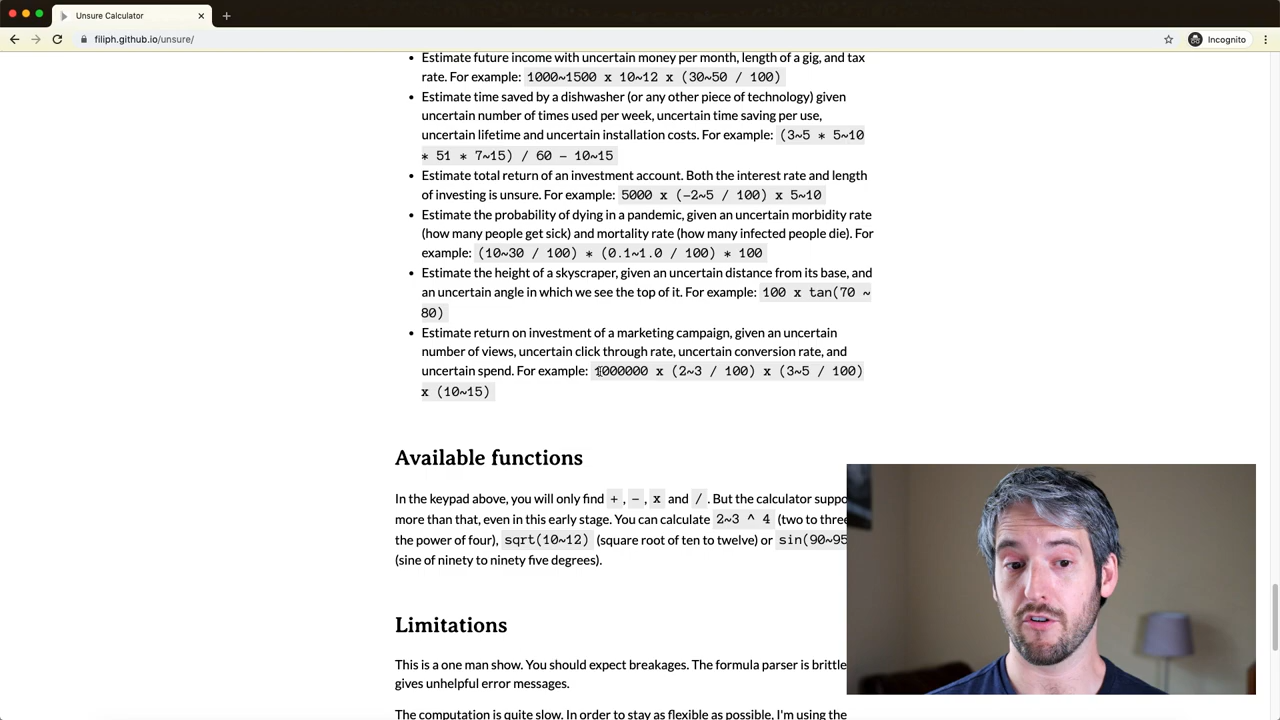 Unsure Calculator
filiph.github.io/unsure/
Incognito
Estimate future income with uncertain money per month, length of a gig, and tax
rate. For example: 1000~1500 x 10~12 x (30~50 / 100)
Estimate time saved by a dishwasher (or any other piece of technology) given
uncertain number of times used per week, uncertain time saving per use,
uncertain lifetime and uncertain installation costs. For example: (3~5 * 5~10
* 51 * 7~15) / 60 - 10~15
Estimate total return of an investment account. Both the interest rate and length
of investing is unsure. For example: 5000 x (-2~5 / 100) x 5~10
Estimate the probability of dying in a pandemic, given an uncertain morbidity rate
(how many people get sick) and mortality rate (how many infected people die). For
example: (10~30 / 100) * (0.1~1.0 / 100) * 100
Estimate the height of a skyscraper, given an uncertain distance from its base, and
an uncertain angle in which we see the top of it. For example: 100 x tan(70 ~
80)
Estimate return on investment of a marketing campaign, given an uncertain
number of views, uncertain click through rate, uncertain conversion rate, and
uncertain spend. For example: 1000000 x (2~3 / 100) x (3~5 / 100)
x (10~15)
Available functions
In the keypad above, you will only find +, -, x and /. But the calculator suppo
more than that, even in this early stage. You can calculate 2~3 ^ 4 (two to three
the power of four), sqrt(10~12) (square root of ten to twelve) or sin(90~95
(sine of ninety to ninety five degrees).
Limitations
This is a one man show. You should expect breakages. The formula parser is brittle
gives unhelpful error messages.
The computation is quite slow. In order to stay as flexible as possible, I'm using the